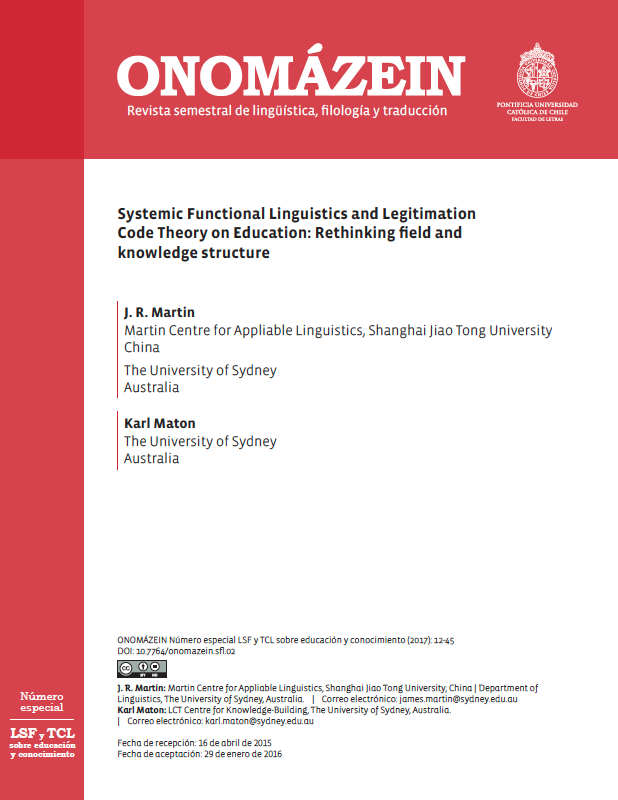 ONOMÁZEIN
Revista semestral de lingüística, filología y traducción
PONTIFICIA UNIVERSIDAD
CATÓLICA DE CHILE
FACULTAD DE LETRAS
Systemic Functional Linguistics and Legitimation
Code Theory on Education: Rethinking field and
knowledge structure
J. R. Martin
Martin Centre for Appliable Linguistics, Shanghai Jiao Tong University
China
The University of Sydney
Australia
Karl Maton
The University of Sydney
Australia
ONOMÁZEIN Número especial LSF y TCL sobre educación y conocimiento (2017): 12-45
DOI: 10.7764/onomazein.sfl.02
cc BY ND
J. R. Martin: Martin Centre for Appliable Linguistics, Shanghai Jiao Tong University, China | Department of
Linguistics, The University of Sydney, Australia. | Correo electrónico: james.martin@sydney.edu.au
Karl Maton: LCT Centre for Knowledge-Building, The University of Sydney, Australia.
| Correo electrónico: karl.maton@sydney.edu.au
Fecha de recepción: 16 de abril de 2015
Fecha de aceptación: 29 de enero de 2016
Número
especial
LSF y TCL
sobre educación
y conocimiento